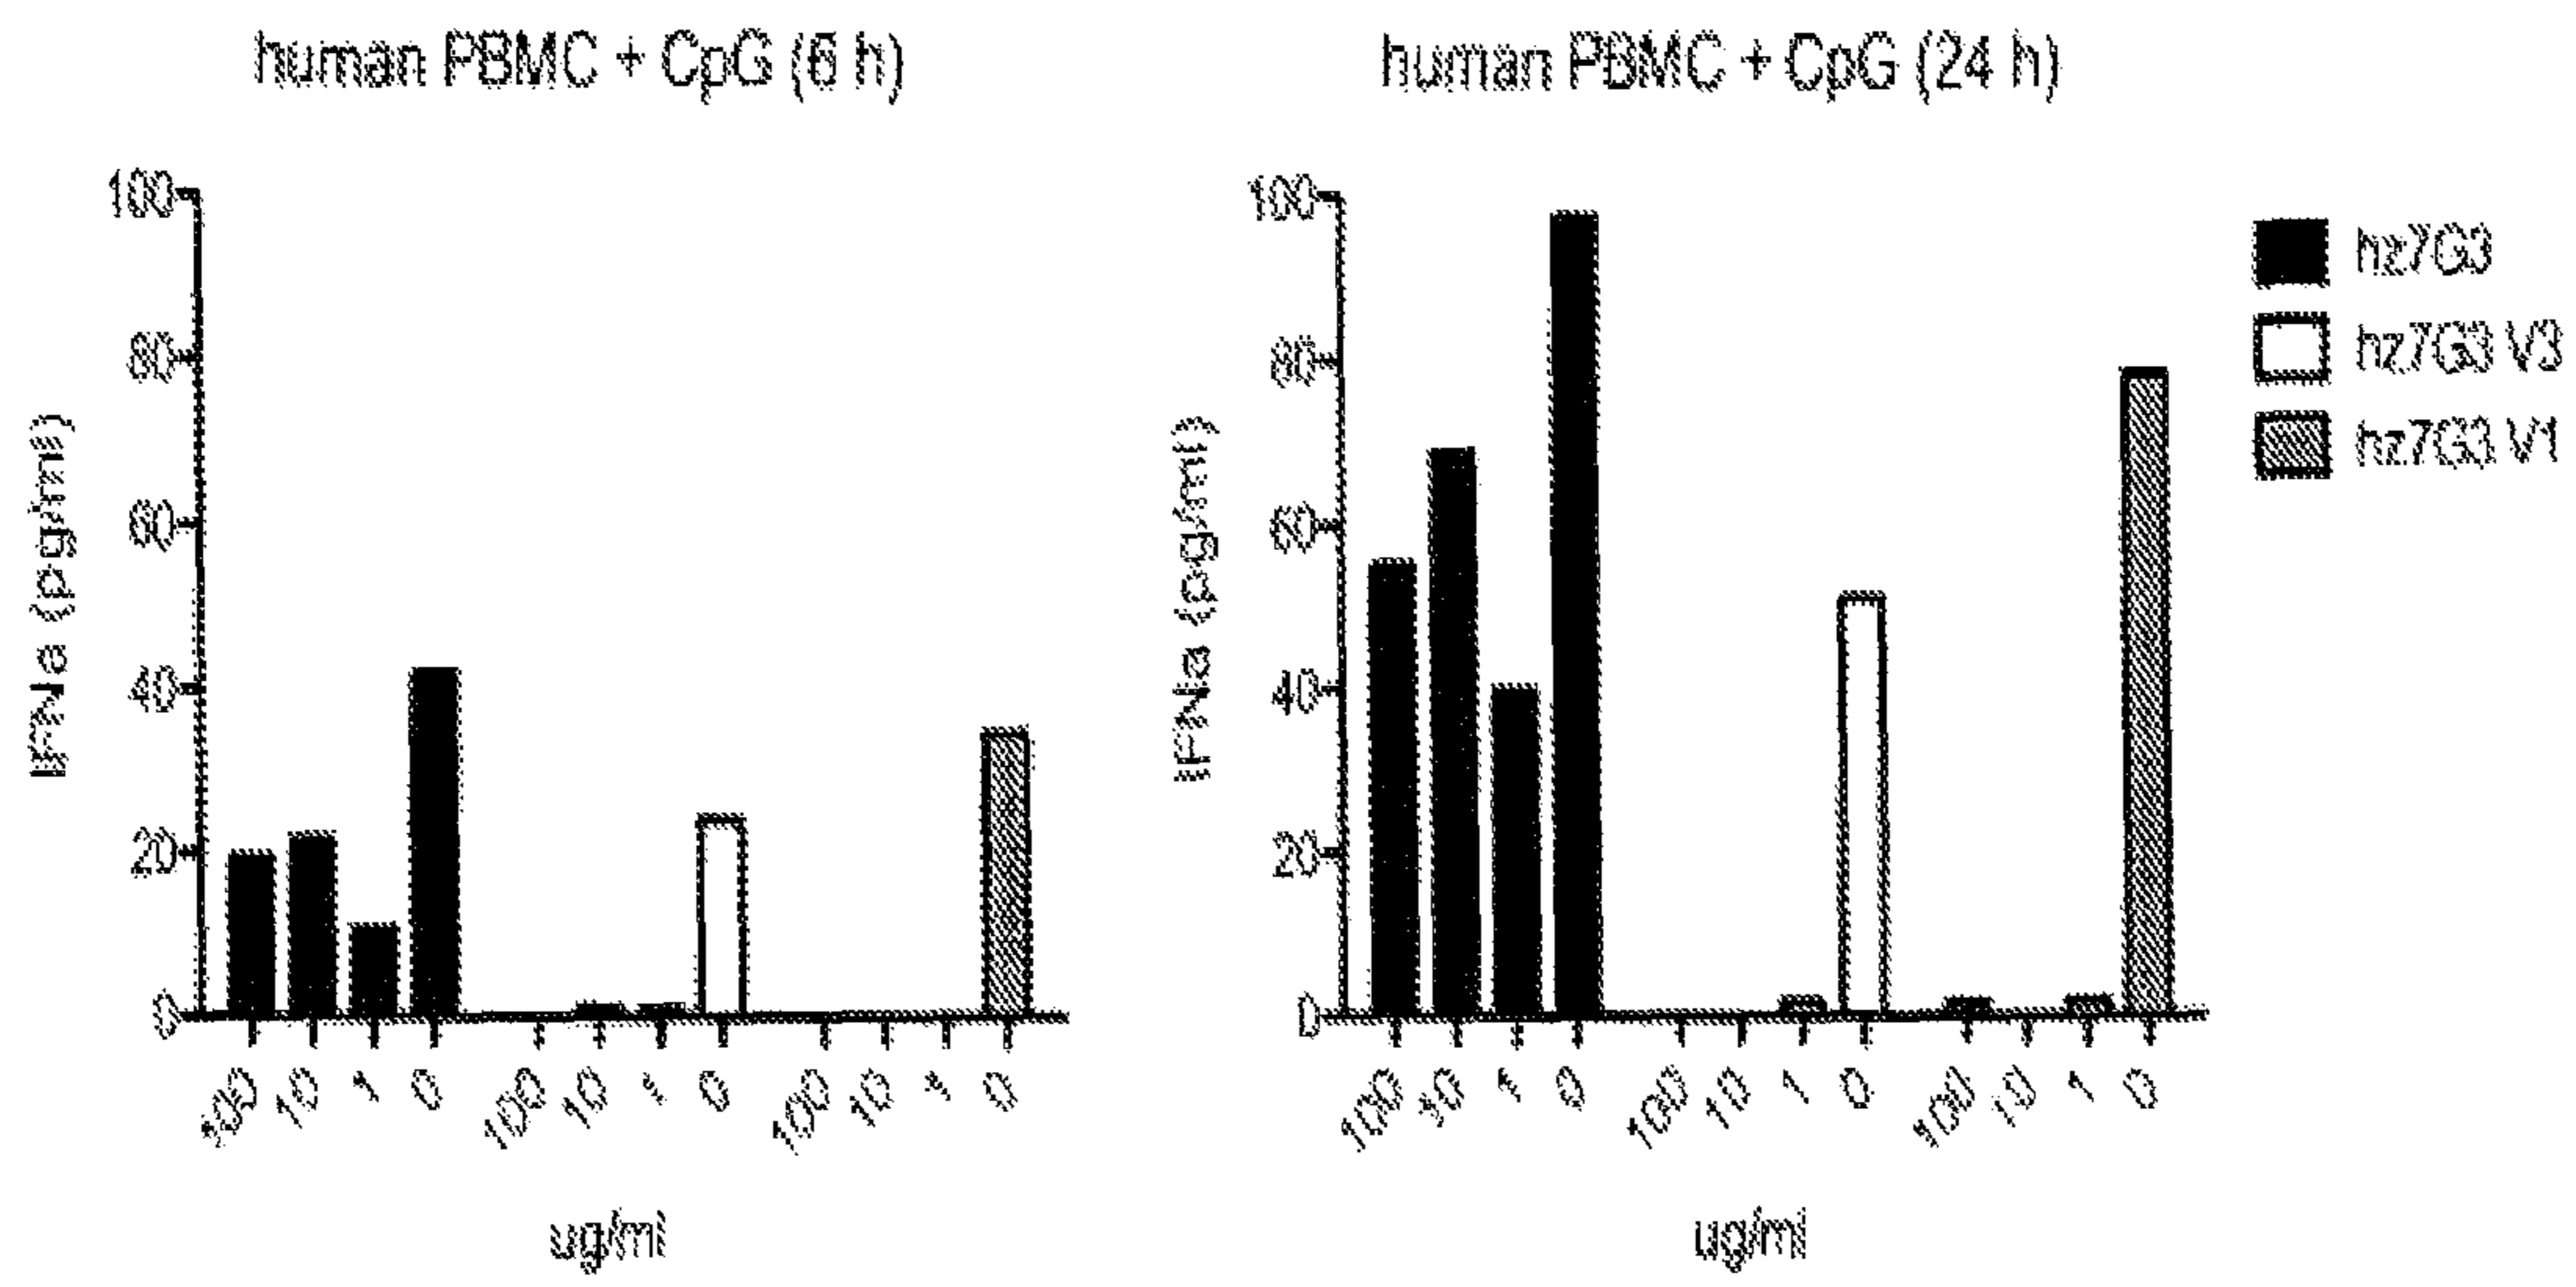 human PBMC + CpG (6 h)
IFNa (pg/ml)
100
80
60
40
20
0
100 10 1 0 100 10 1 0 100 10 1 0
ug/ml
human PBMC + CpG (24 h)
IFNa (pg/ml)
100
80
60
40
20
0
100 10 1 0 100 10 1 0 100 10 1 0
ug/ml
hz7G3
hz7G3 V3
hz7G3 V1